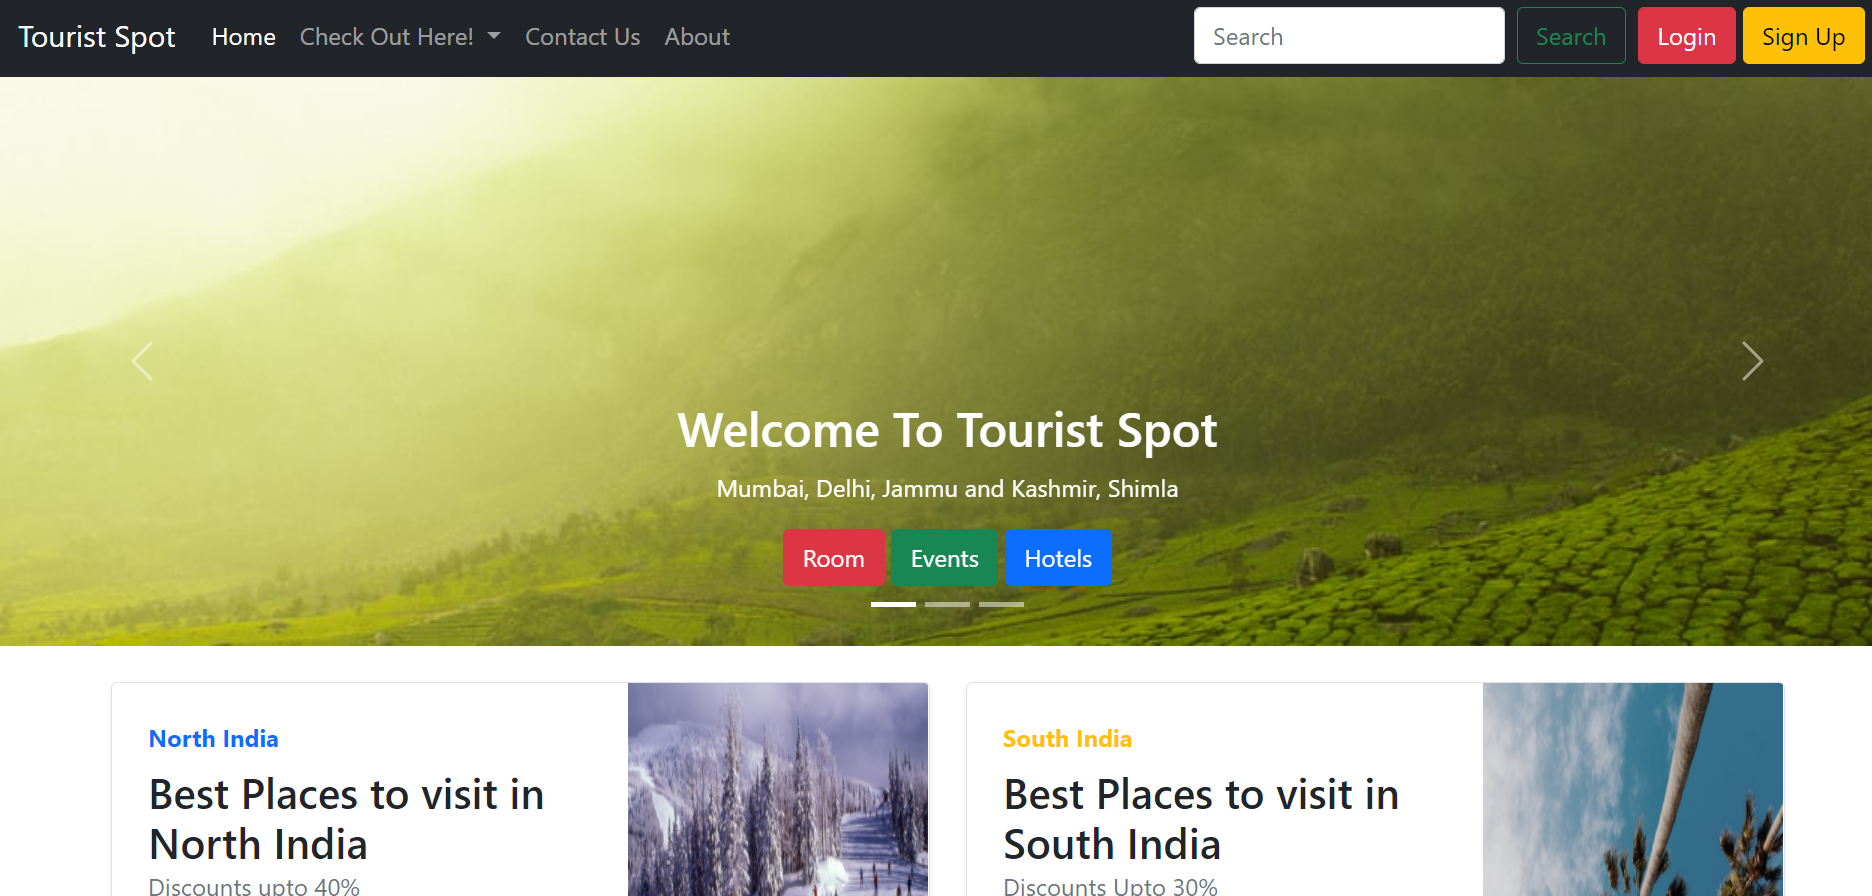 Tourist Spot Home Check Out Here! Contact Us About Search Search Login Sign Up
Welcome To Tourist Spot
Mumbai, Delhi, Jammu and Kashmir, Shimla
Room Events Hotels
North India
Best Places to visit in
North India
Discounts upto 40%
South India
Best Places to visit in
South India
Discounts Upto 30%